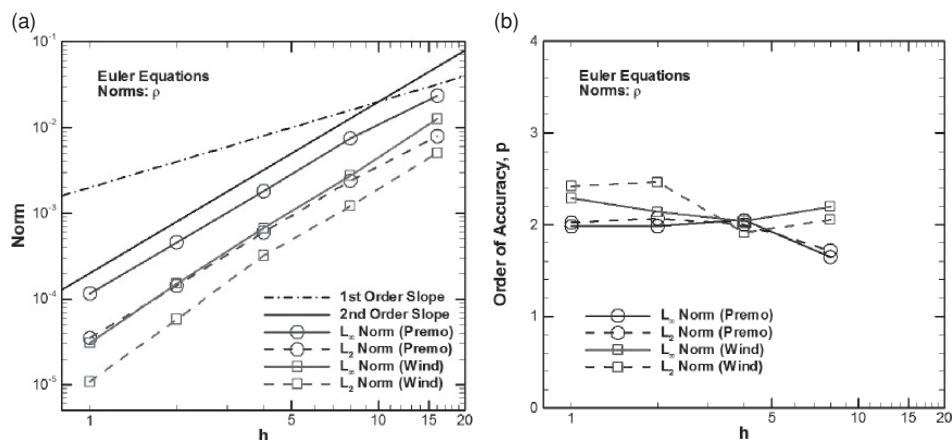 (a)
10⁻¹
10⁻²
10⁻³
10⁻⁴
10⁻⁵
Norm
Euler Equations
Norms: ρ
1st Order Slope
2nd Order Slope
L∞ Norm (Premo)
L₂ Norm (Premo)
L∞ Norm (Wind)
L₂ Norm (Wind)
1
5
10
15
20
h
(b)
4
3
2
1
0
Order of Accuracy, p
Euler Equations
Norms: ρ
L∞ Norm (Premo)
L₂ Norm (Premo)
L∞ Norm (Wind)
L₂ Norm (Wind)
1
5
10
15
20
h